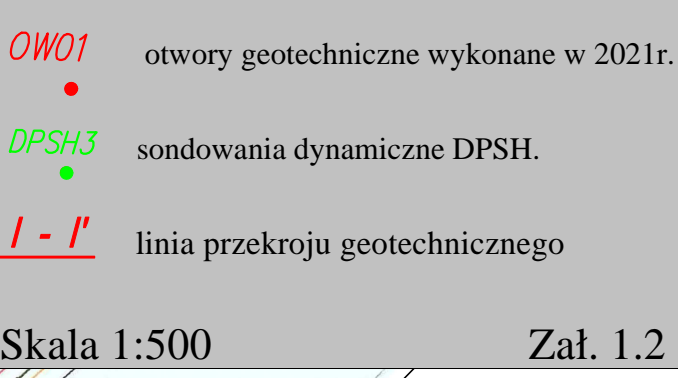 OW01 otwory geotechniczne wykonane w 2021r.
DPSH3 sondowania dynamiczne DPSH.
I - I' linia przekroju geotechnicznego
Skala 1:500 Zał. 1.2